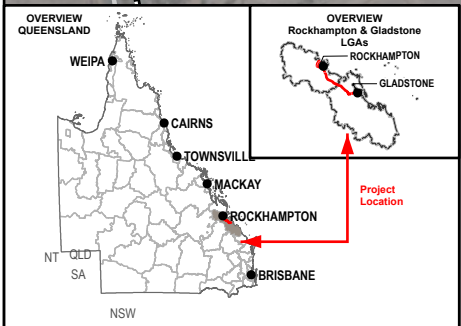 OVERVIEW
QUEENSLAND
WEIPA
CAIRNS
TOWNSVILLE
MACKAY
ROCKHAMPTON
BRISBANE
NT
QLD
SA
NSW
OVERVIEW
Rockhampton & Gladstone
LGAs
ROCKHAMPTON
GLADSTONE
Project
Location